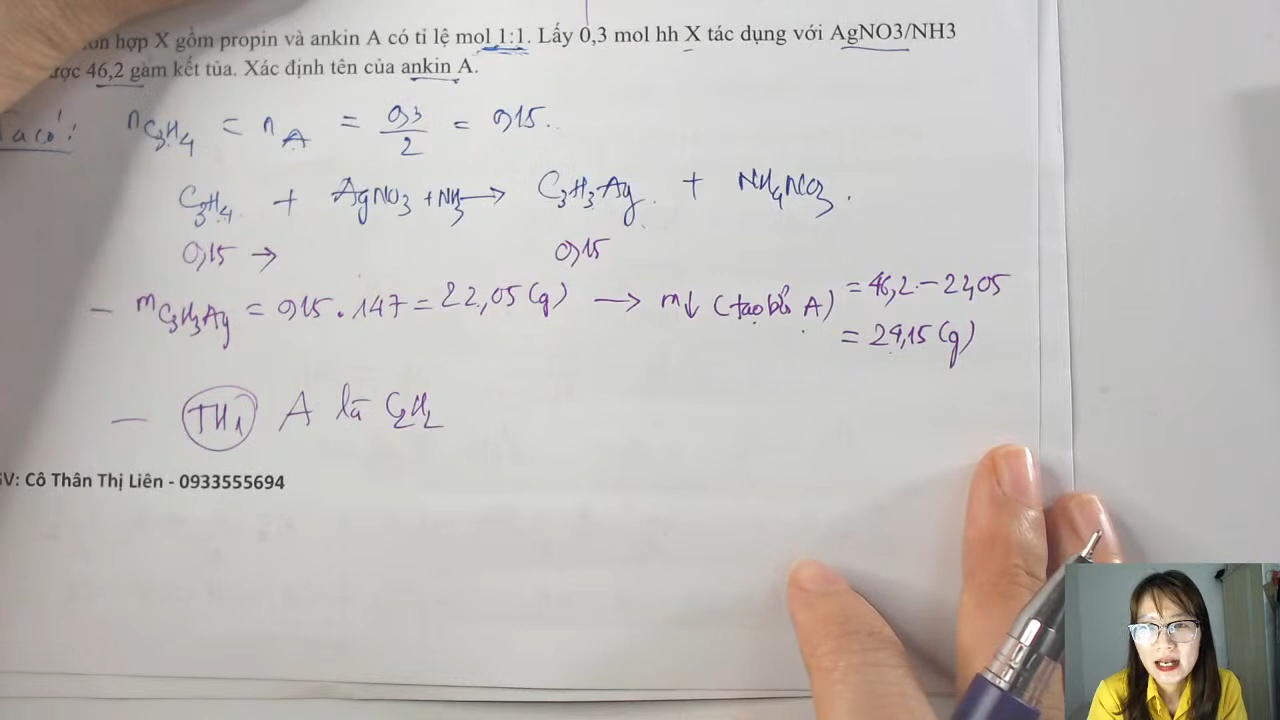 hỗn hợp X gồm propin và ankin A có tỉ lệ mol 1:1. Lấy 0,3 mol hh X tác dụng với AgNO3/NH3
được 46,2 gam kết tủa. Xác định tên của ankin A.
Ta có: nC3H4 = nA = 0,3/2 = 0,15.
C3H4 + AgNO3 + NH3 → C3H3Ag + NH4NO3.
0,15 → 0,15
- mC3H3Ag = 0,15 . 147 = 22,05 (g) → m↓ (tạo bởi A) = 46,2 - 22,05
= 24,15 (g)
- TH1 A là C2H2
GV: Cô Thân Thị Liên - 0933555694